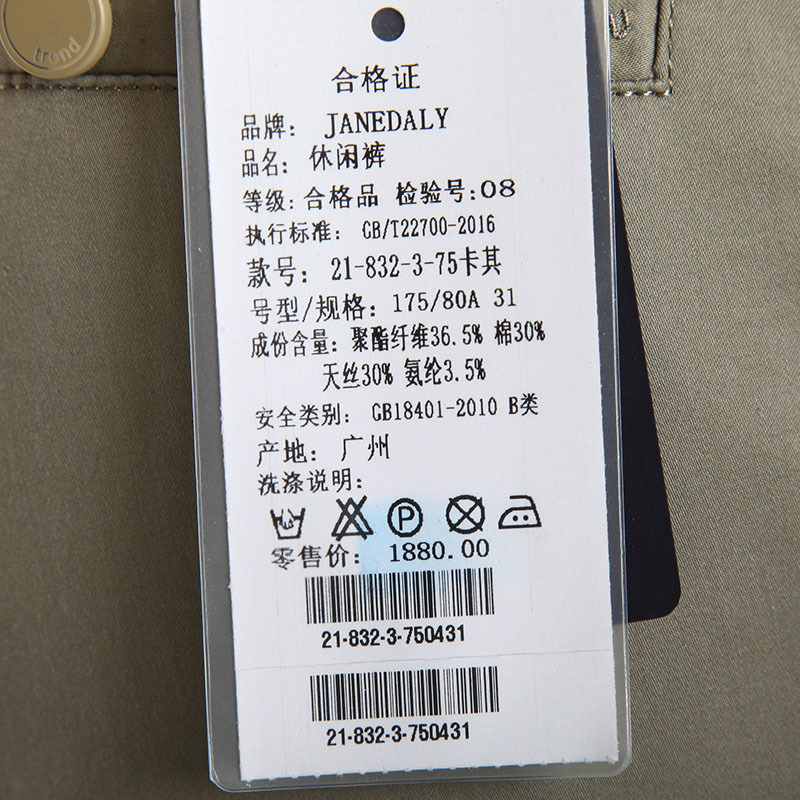 trend
合格证
品牌： JANEDALY
品名： 休闲裤
等级: 合格品 检验号:08
执行标准： GB/T22700-2016
款号： 21-832-3-75卡其
号型/规格: 175/80A 31
成份含量: 聚酯纤维36.5% 棉30%
天丝30% 氨纶3.5%
安全类别: GB18401-2010 B类
产地: 广州
洗涤说明:
P
零售价: 1880.00
21-832-3-750431
21-832-3-750431